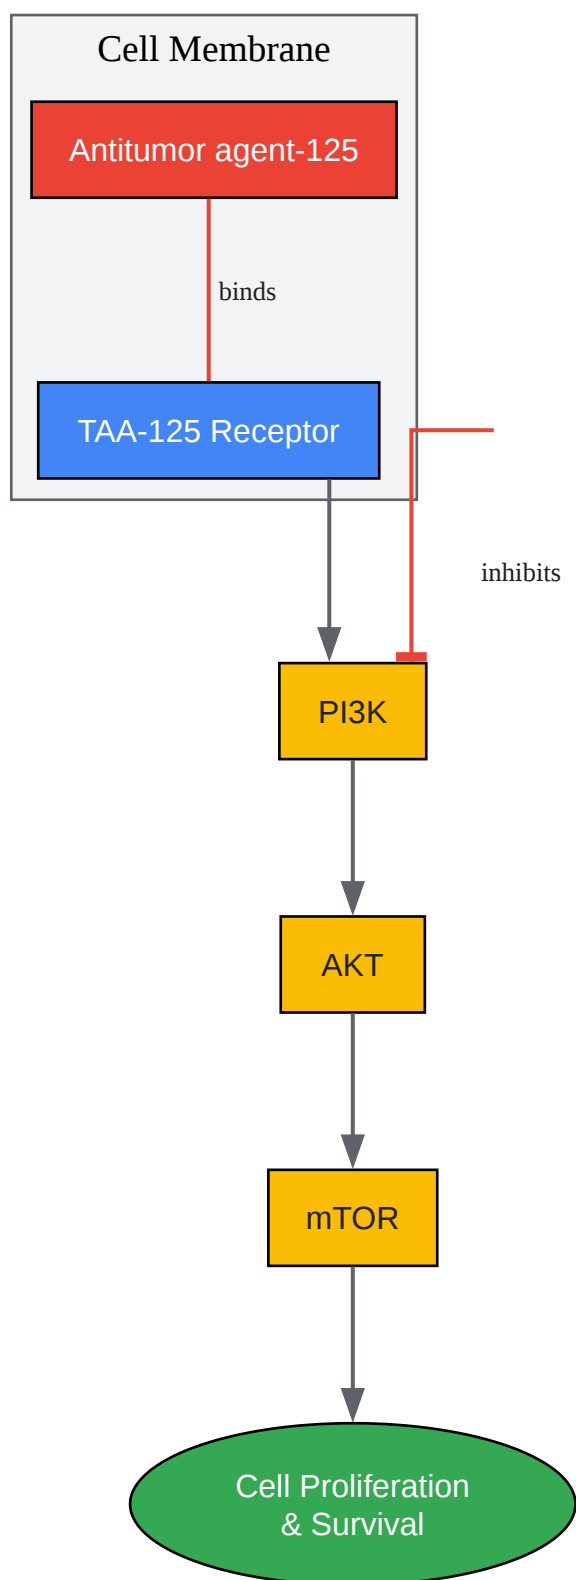 Cell Membrane
Antitumor agent-125
binds
TAA-125 Receptor
inhibits
PI3K
AKT
mTOR
Cell Proliferation
& Survival